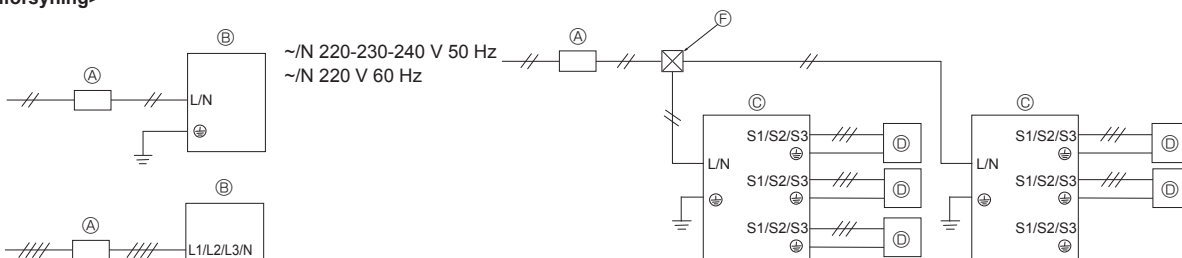 Ⓕ
Ⓑ
~/N 220-230-240 V 50 Hz
~/N 220 V 60 Hz
Ⓐ
Ⓐ
L/N
Ⓒ
Ⓒ
S1/S2/S3
Ⓓ
S1/S2/S3
Ⓓ
L/N
L/N
S1/S2/S3
Ⓓ
S1/S2/S3
Ⓓ
Ⓑ
S1/S2/S3
Ⓓ
S1/S2/S3
Ⓐ
L1/L2/L3/N